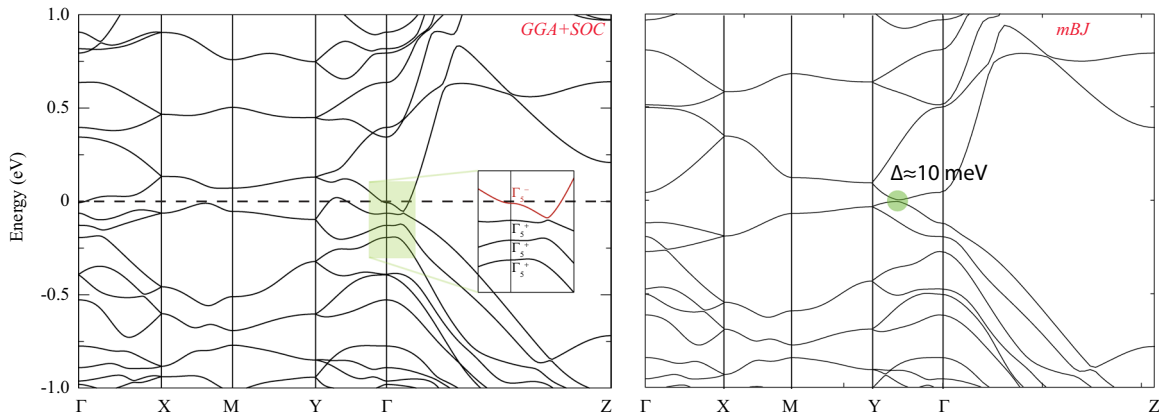 GGA+SOC
mBJ
1.0
0.5
0
-0.5
-1.0
Energy (eV)
Γ₅⁻
Γ₅⁺
Γ₅⁺
Γ₅⁺
Δ≈10 meV
Γ X M Y Γ Z
Γ X M Y Γ Z